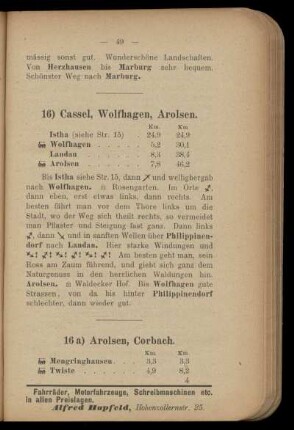 — 49 —
mässig sonst gut. Wunderschöne Landschaften.
Von Herzhausen bis Marburg sehr bequem.
Schönster Weg nach Marburg.
16) Cassel, Wolfhagen, Arolsen.
Km. Km.
Istha (siehe Str. 15) . 24,9 24,9
Wolfhagen . . . . . 5,2 30,1
Landau . . . . . . 8,3 38,4
Arolsen . . . . . . 7,8 46,2
Bis Istha siehe Str. 15, dann ↗ und wellig bergab
nach Wolfhagen. Rosengarten. Im Orte
dann eben, erst etwas links, dann rechts. Am
besten fährt man vor dem Thore links um die
Stadt, wo der Weg sich theilt rechts, so vermeidet
man Pflaster und Steigung fast ganz. Dann links
dann ↘ und in sanften Wellen über Philippinen-
dorf nach Landau. Hier starke Windungen und
Am besten geht man, sein
Ross am Zaum führend, und giebt sich ganz dem
Naturgenuss in den herrlichen Waldungen hin.
Arolsen. Waldecker Hof. Bis Wolfhagen gute
Strassen, von da bis hinter Philippinendorf
schlechter, dann wieder gut.
16a) Arolsen, Corbach.
Km. Km.
Mengringhausen . . . 3,3 3,3
Twiste . . . . . . 4,9 8,2
4
Fahrräder, Motorfahrzeuge, Schreibmaschinen etc.
in allen Preislagen.
Alfred Hupfeld, Hohenzollernstr. 25.